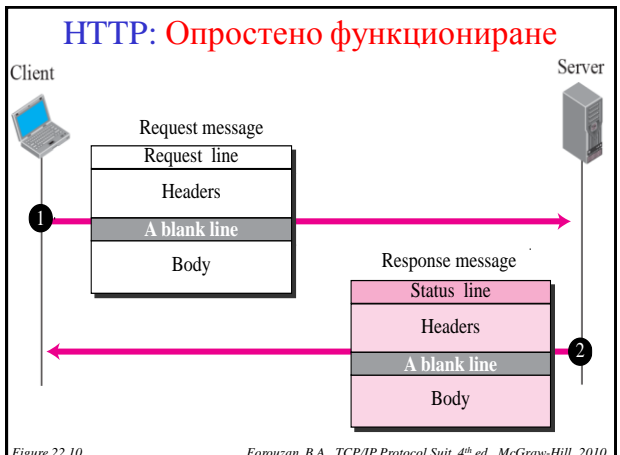 HTTP: Опростено функциониране
Client
Server
Request message
Request line
Headers
1
A blank line
Body
Response message
Status line
Headers
2
A blank line
Body
Figure 22.10
Forouzan, B.A., TCP/IP Protocol Suit, 4th ed., McGraw-Hill, 2010